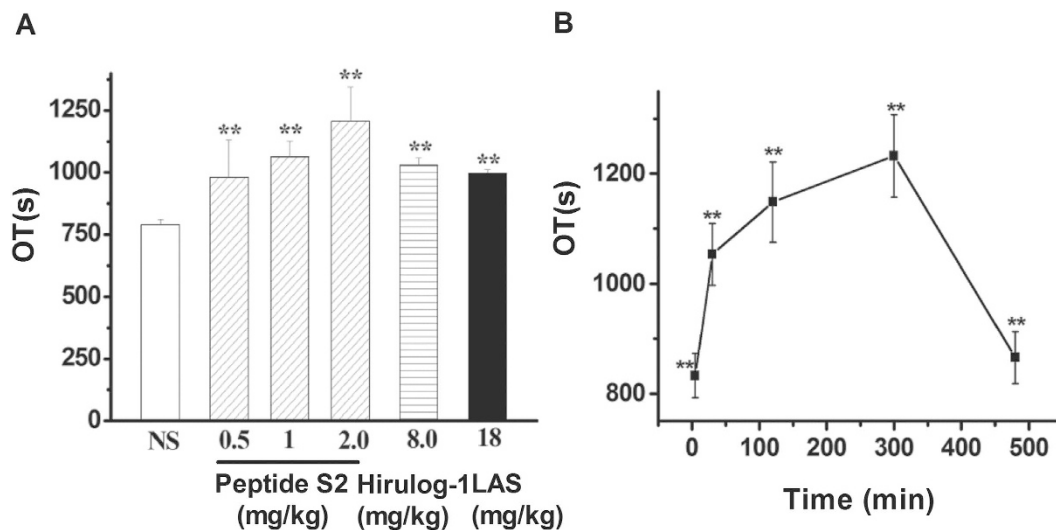 A
OT(s)
1250
1000
750
500
250
0
**
**
**
**
**
NS
0.5
1
2.0
8.0
18
Peptide S2 Hirulog-1LAS
(mg/kg) (mg/kg) (mg/kg)
B
OT(s)
1200
1000
800
**
**
**
**
**
0 100 200 300 400 500
Time (min)